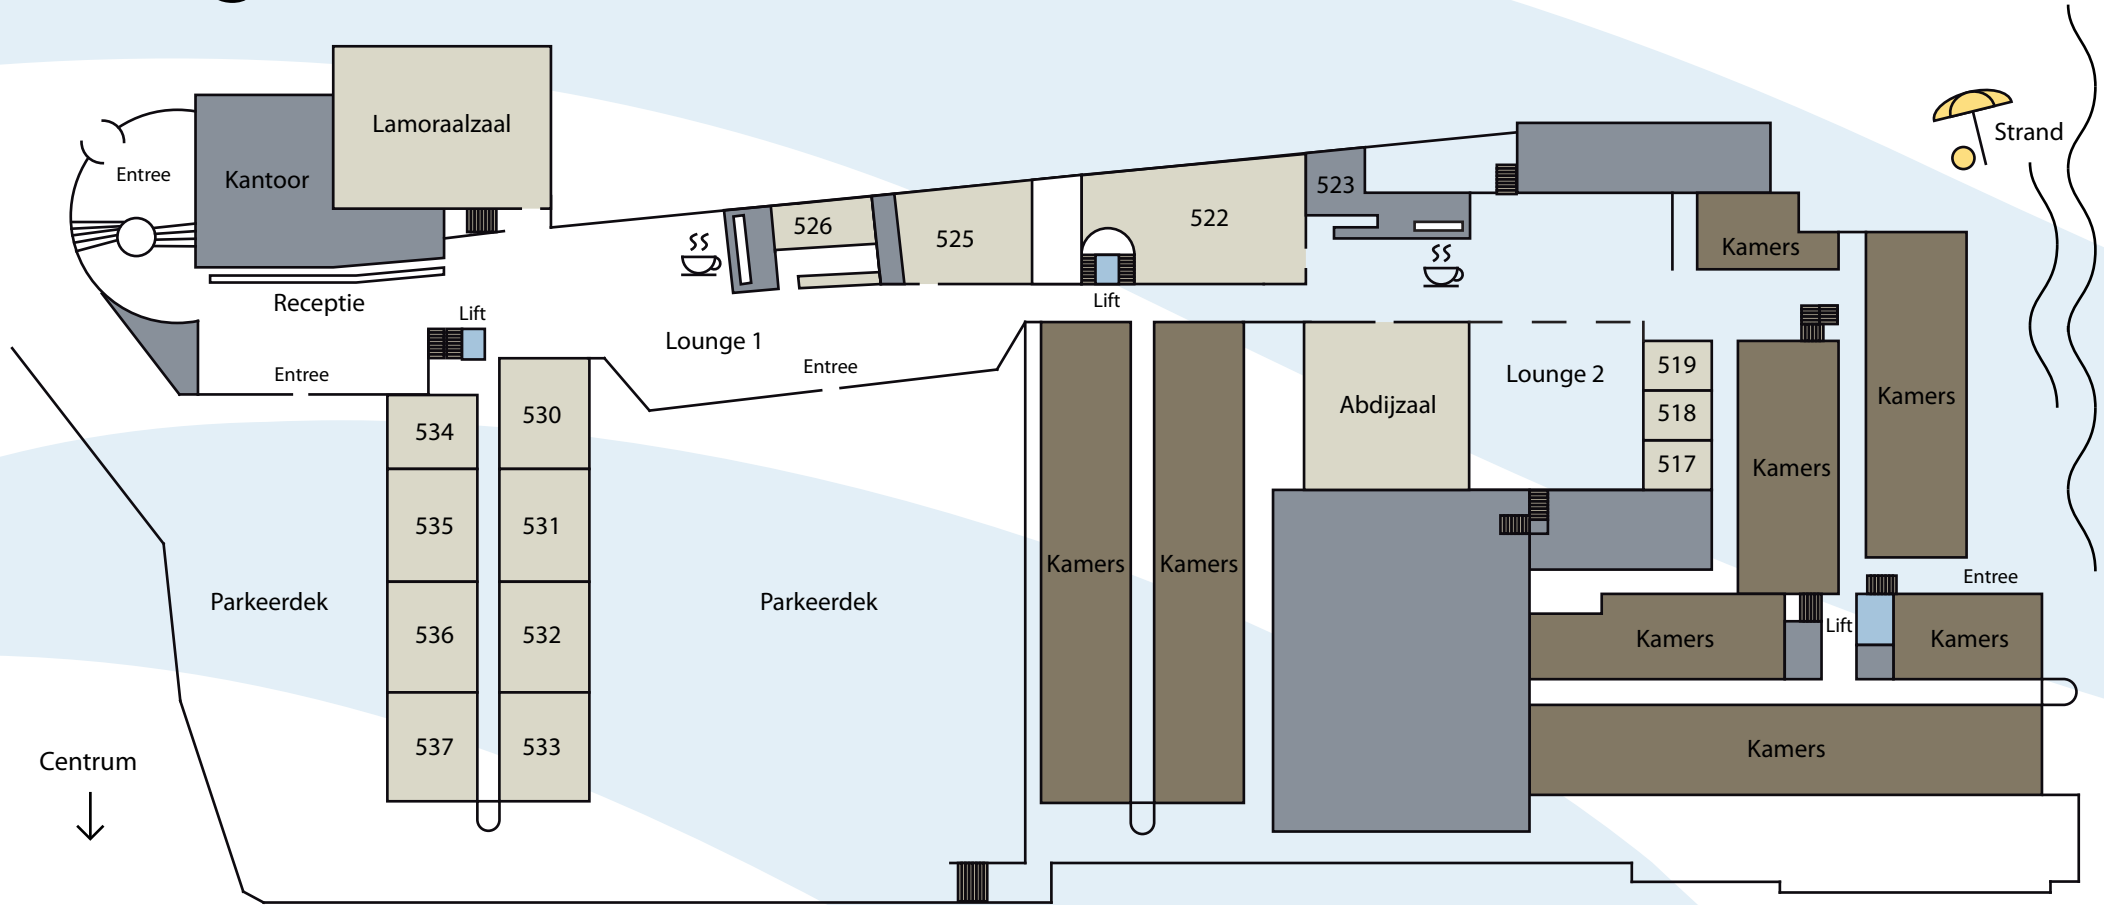 Lamoraalzaal
Entree
Kantoor
Strand
523
522
526
525
Kamers
Receptie
Lift
Lift
Lounge 1
Entree
Entree
Lounge 2
519
Abdijzaal
518
517
Kamers
Kamers
530
534
535
531
Kamers
Kamers
Entree
Parkeerdek
536
532
Parkeerdek
Lift
Kamers
Kamers
537
533
Kamers
Centrum